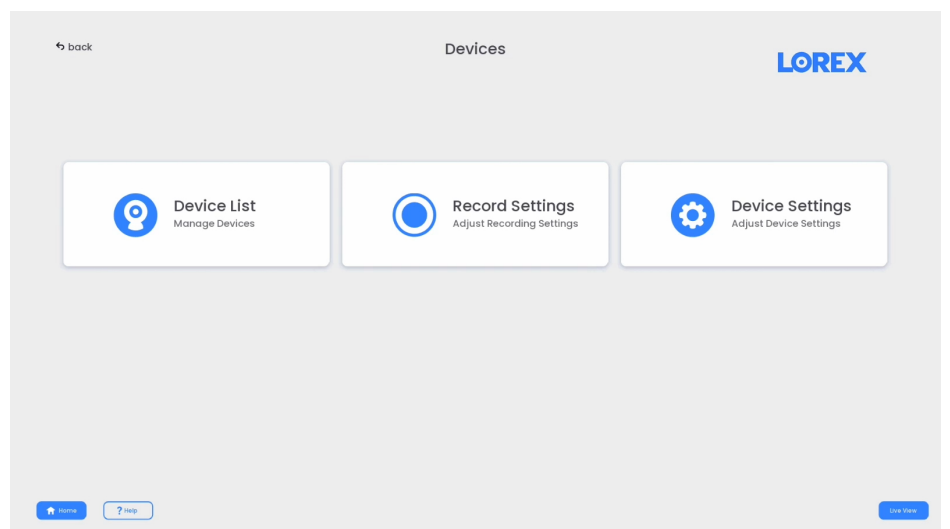 back
Devices
LOREX
Device List
Manage Devices
Record Settings
Adjust Recording Settings
Device Settings
Adjust Device Settings
Home
? Help
Live View